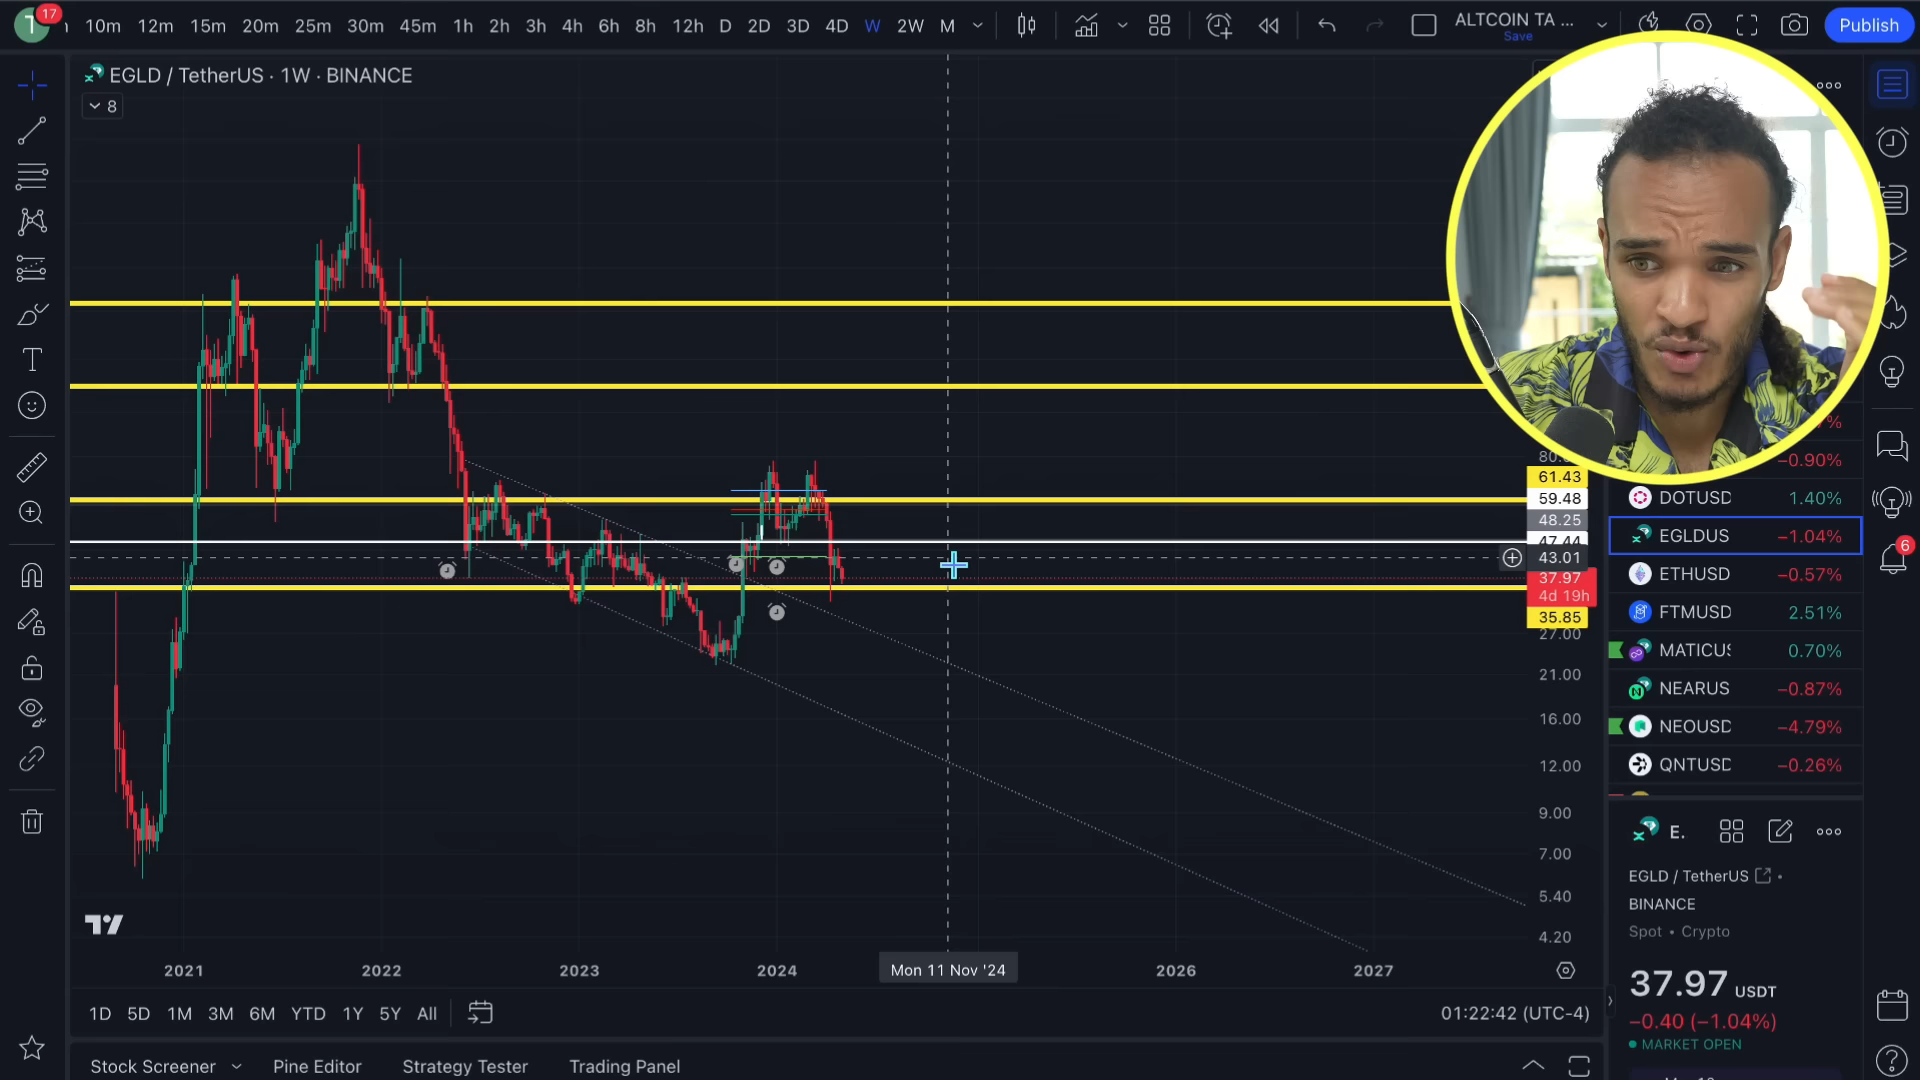 17
10m 12m 15m 20m 25m 30m 45m 1h 2h 3h 4h 6h 8h 12h D 2D 3D 4D W 2W M
ALTCOIN TA ...
Save
Publish
EGLD / TetherUS · 1W · BINANCE
8
61.43
59.48
48.25
47.44
43.01
37.97
4d 19h
35.85
27.00
21.00
16.00
12.00
9.00
7.00
5.40
4.20
−0.90%
DOTUSD 1.40%
EGLDUS −1.04%
ETHUSD −0.57%
FTMUSD 2.51%
MATICUS 0.70%
NEARUS −0.87%
NEOUSD −4.79%
QNTUSD −0.26%
6
E.
EGLD / TetherUS
BINANCE
Spot • Crypto
37.97 USDT
−0.40 (−1.04%)
MARKET OPEN
2021 2022 2023 2024 Mon 11 Nov '24 2026 2027
1D 5D 1M 3M 6M YTD 1Y 5Y All
01:22:42 (UTC-4)
Stock Screener Pine Editor Strategy Tester Trading Panel